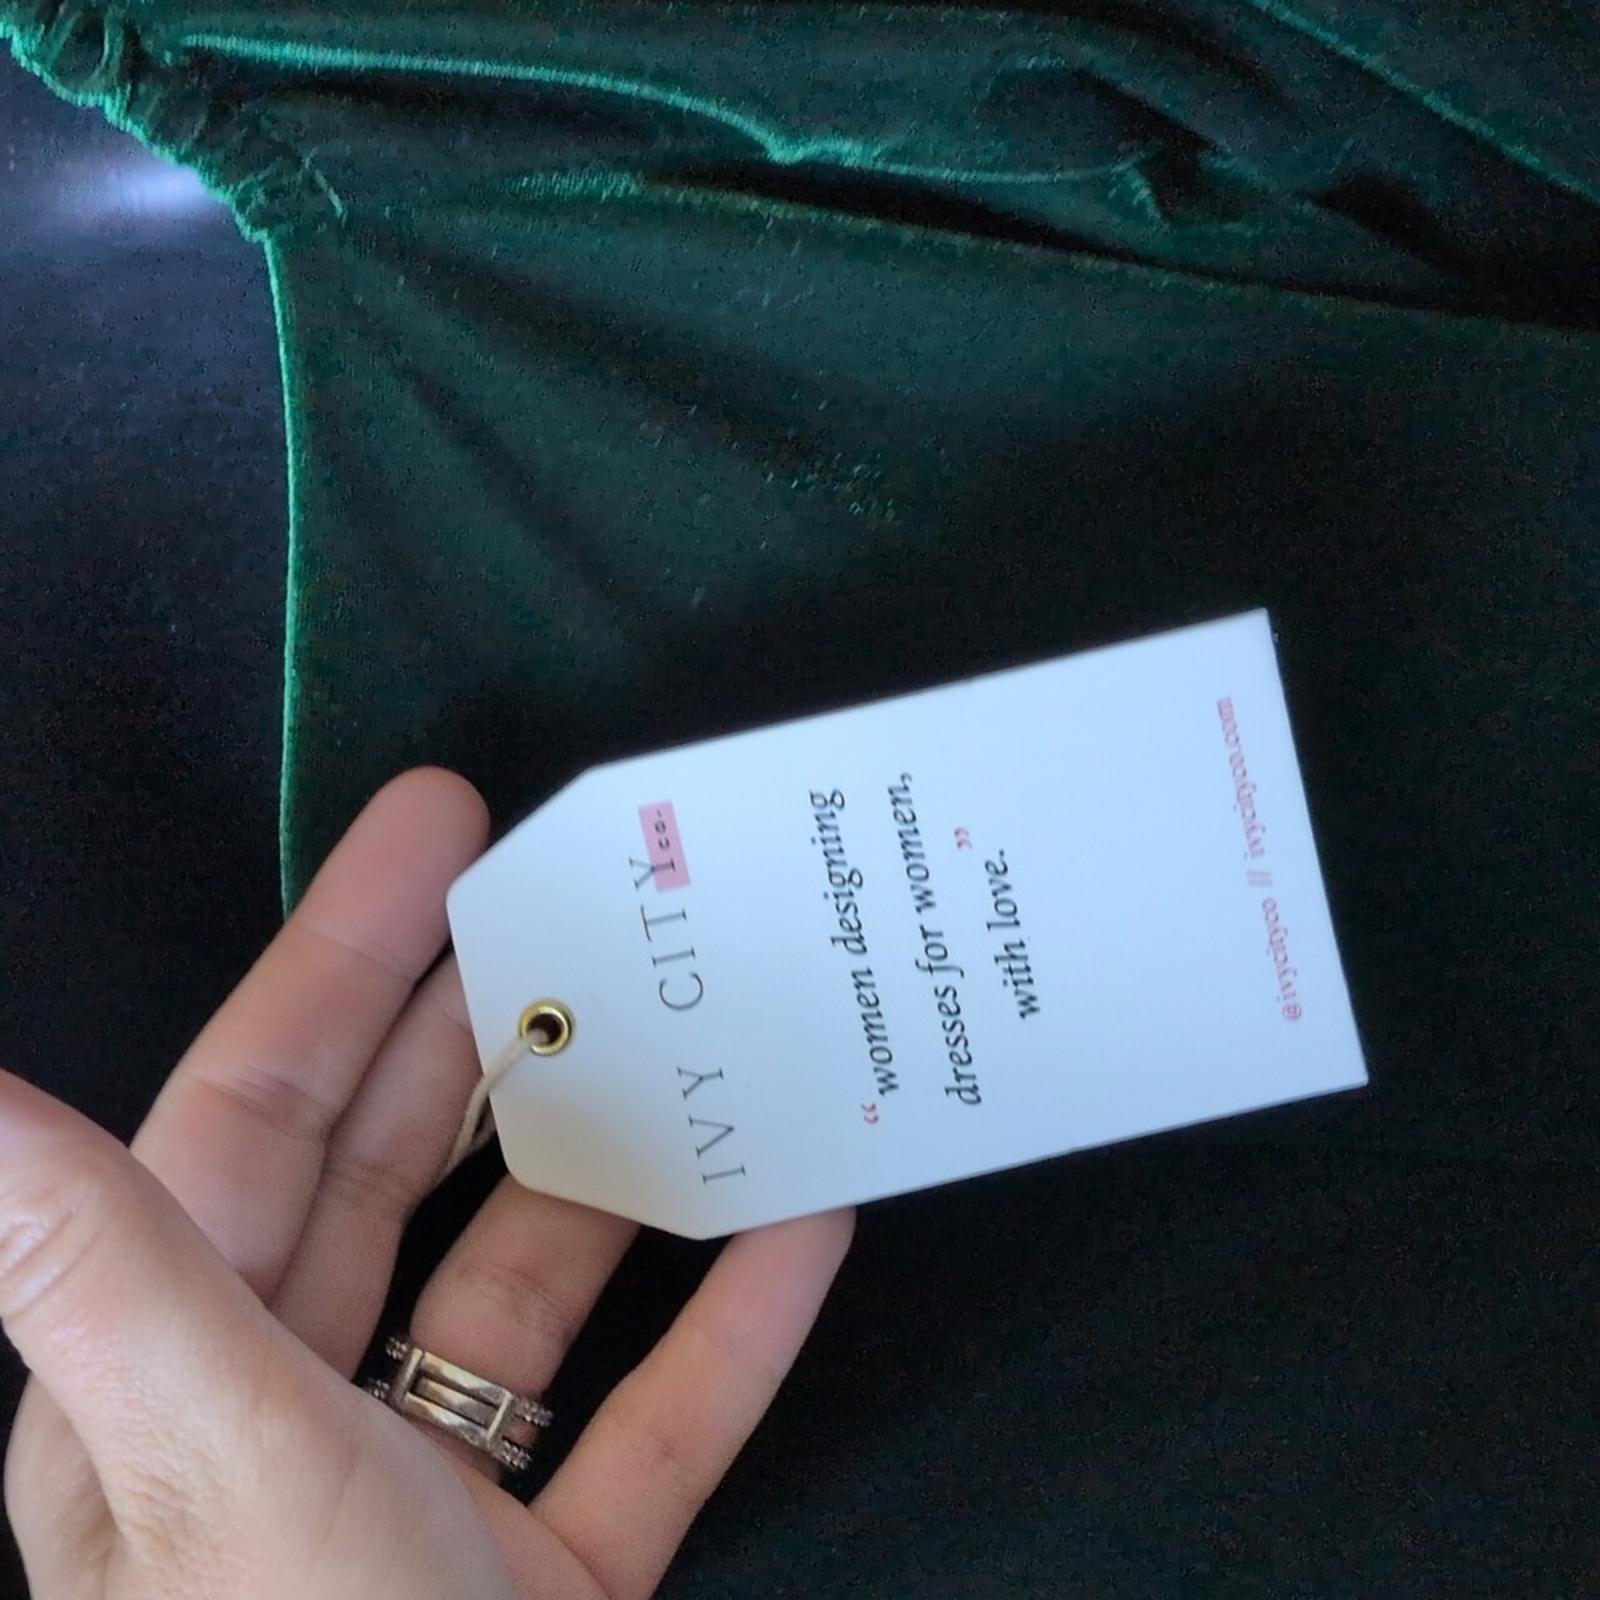 IVY CITY co.
“women designing
dresses for women,
with love.”
@ivycityco // ivycityco.com